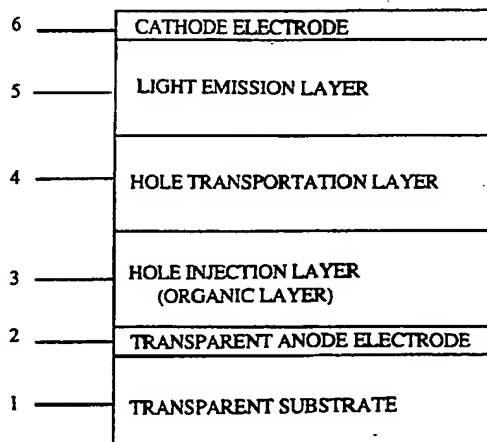 6 CATHODE ELECTRODE
5 LIGHT EMISSION LAYER
4 HOLE TRANSPORTATION LAYER
3 HOLE INJECTION LAYER
(ORGANIC LAYER)
2 TRANSPARENT ANODE ELECTRODE
1 TRANSPARENT SUBSTRATE